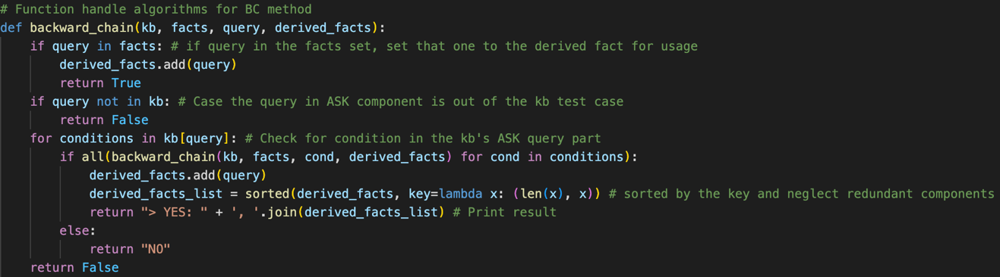 # Function handle algorithms for BC method
def backward_chain(kb, facts, query, derived_facts):
    if query in facts: # if query in the facts set, set that one to the derived fact for usage
        derived_facts.add(query)
        return True
    if query not in kb: # Case the query in ASK component is out of the kb test case
        return False
    for conditions in kb[query]: # Check for condition in the kb's ASK query part
        if all(backward_chain(kb, facts, cond, derived_facts) for cond in conditions):
            derived_facts.add(query)
            derived_facts_list = sorted(derived_facts, key=lambda x: (len(x), x)) # sorted by the key and neglect redundant components
            return "> YES: " + ', '.join(derived_facts_list) # Print result
        else:
            return "NO"
    return False